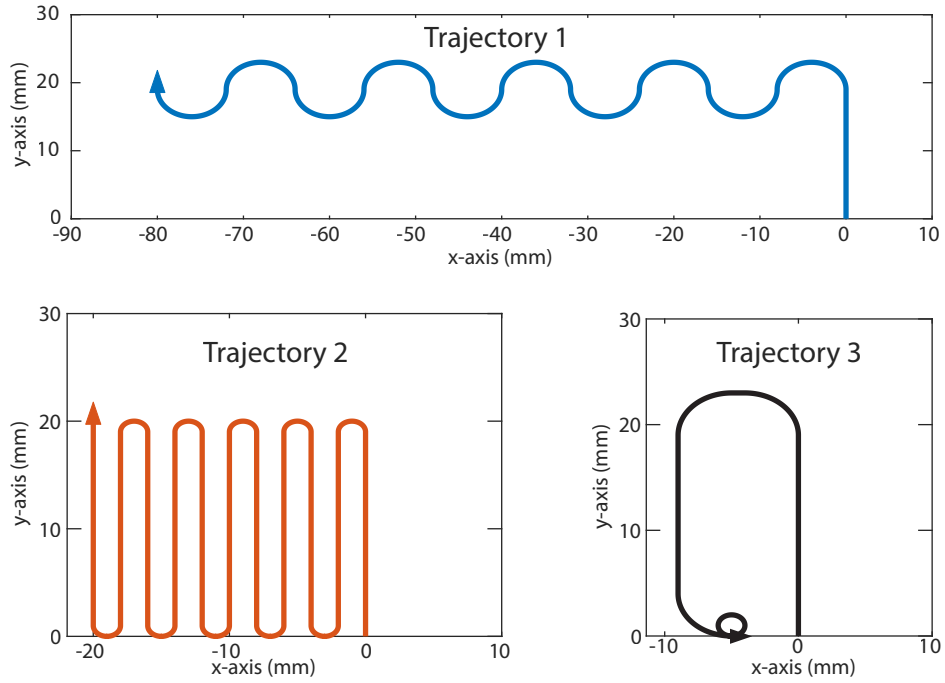 Trajectory 1
30
20
10
0
y-axis (mm)
-90 -80 -70 -60 -50 -40 -30 -20 -10 0 10
x-axis (mm)
Trajectory 2
30
20
10
0
y-axis (mm)
-20 -10 0 10
x-axis (mm)
Trajectory 3
30
20
10
0
y-axis (mm)
-10 0 10
x-axis (mm)